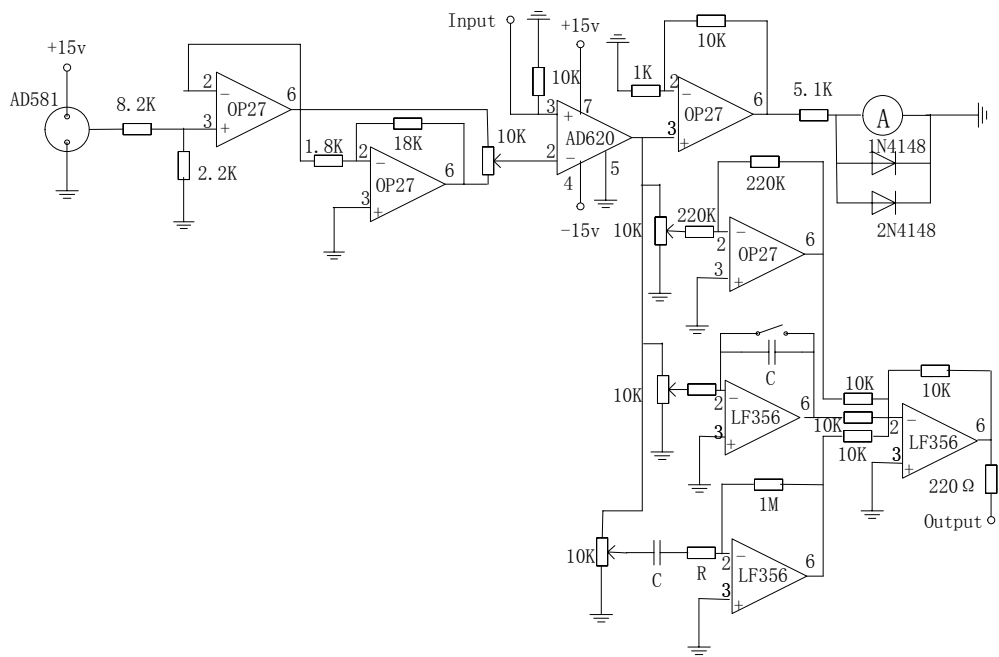 +15v
AD581
8.2K
2.2K
2
3
−
+
OP27
6
1.8K
18K
2
3
−
+
OP27
6
10K
Input
10K
+15v
3
2
+
−
AD620
7
4
5
-15v
10K
1K
−
+
3
OP27
6
5.1K
A
1N4148
2N4148
10K
220K
220K
2
3
−
+
OP27
6
10K
C
2
3
−
+
LF356
6
10K
C
R
1M
2
3
−
+
LF356
6
10K
10K
10K
10K
2
3
−
+
LF356
6
220Ω
Output